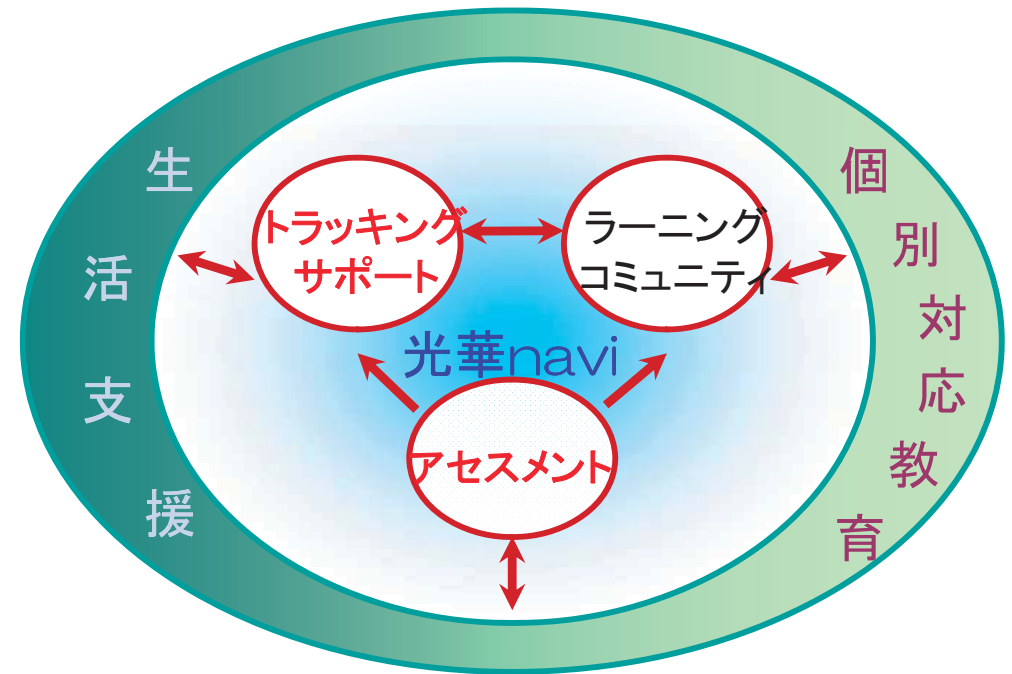 生活支援
トラッキング
サポート
ラーニング
コミュニティ
光華navi
アセスメント
個別対応教育